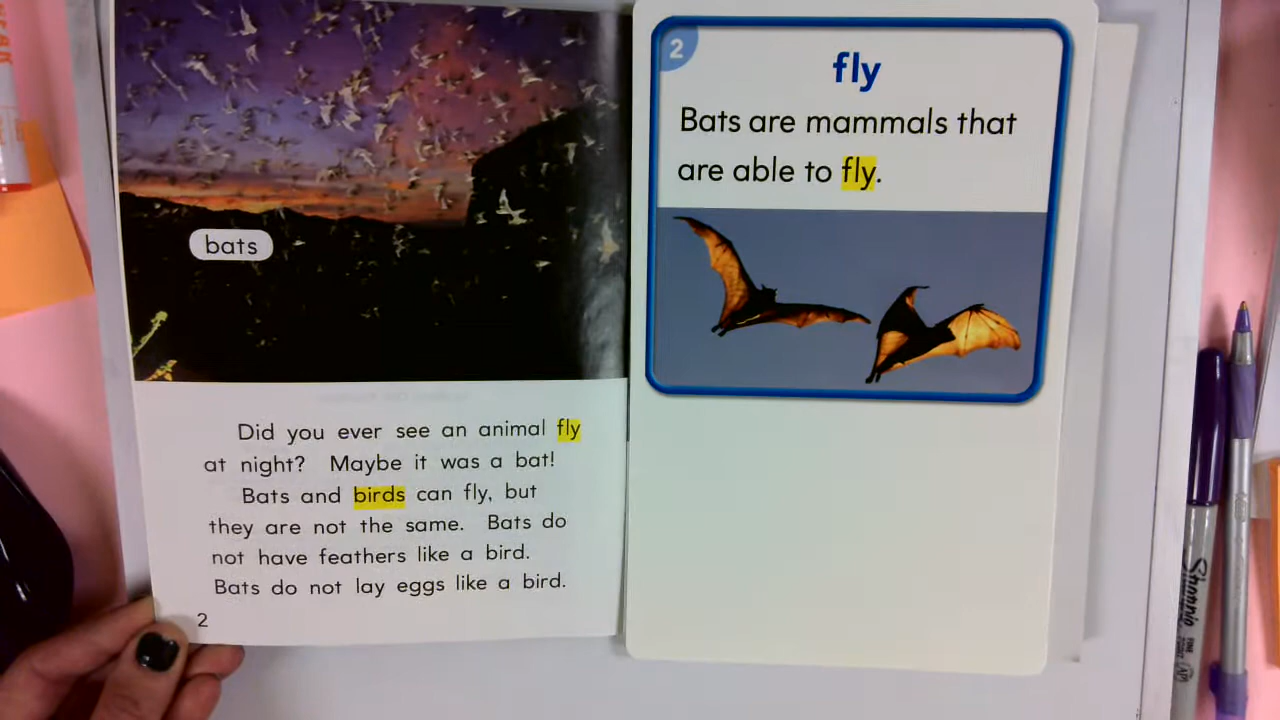 bats
Did you ever see an animal fly
at night? Maybe it was a bat!
Bats and birds can fly, but
they are not the same. Bats do
not have feathers like a bird.
Bats do not lay eggs like a bird.
2
2
fly
Bats are mammals that
are able to fly.
Sharpie